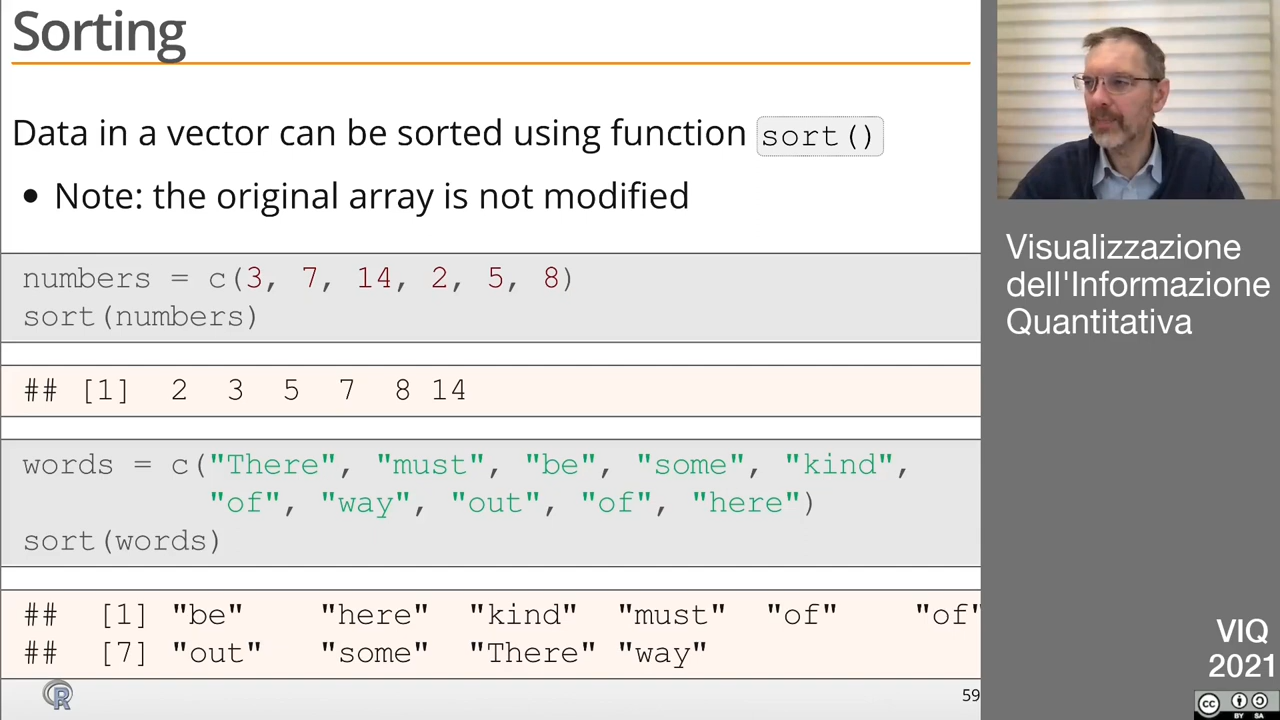 Sorting
Data in a vector can be sorted using function sort()
• Note: the original array is not modified
numbers = c(3, 7, 14, 2, 5, 8)
sort(numbers)
## [1]  2  3  5  7  8 14
words = c("There", "must", "be", "some", "kind",
          "of", "way", "out", "of", "here")
sort(words)
##  [1] "be"    "here"  "kind"  "must"  "of"    "of"
##  [7] "out"   "some"  "There" "way"
R
59
Visualizzazione
dell'Informazione
Quantitativa
VIQ
2021
cc
BY SA